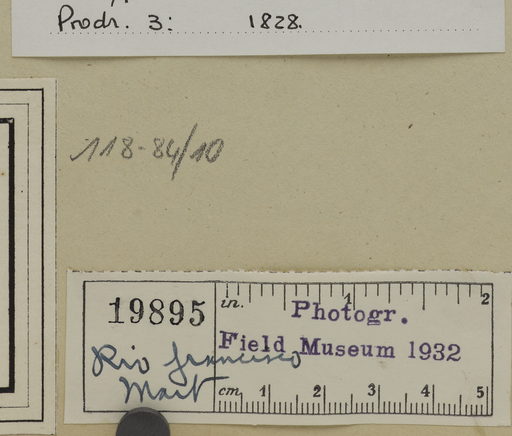 Prodr. 3: 1828.
118-84/10
19895
in. 1 2
Photogr.
Field Museum 1932
Rio francisco
Mart
cm 1 2 3 4 5